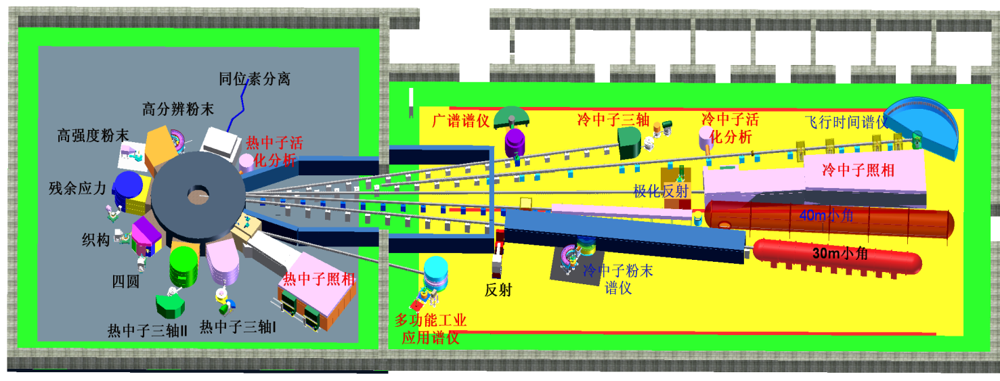 同位素分离
高分辨粉末
高强度粉末
热中子活
化分析
残余应力
织构
四圆
热中子三轴II
热中子三轴I
热中子照相
广谱谱仪
冷中子三轴
冷中子活
化分析
飞行时间谱仪
冷中子照相
极化反射
40m小角
30m小角
冷中子粉末
谱仪
反射
多功能工业
应用谱仪